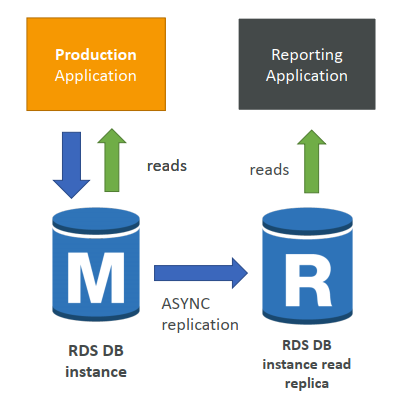 Production
Application
Reporting
Application
reads
reads
M
R
ASYNC
replication
RDS DB
instance
RDS DB
instance read
replica